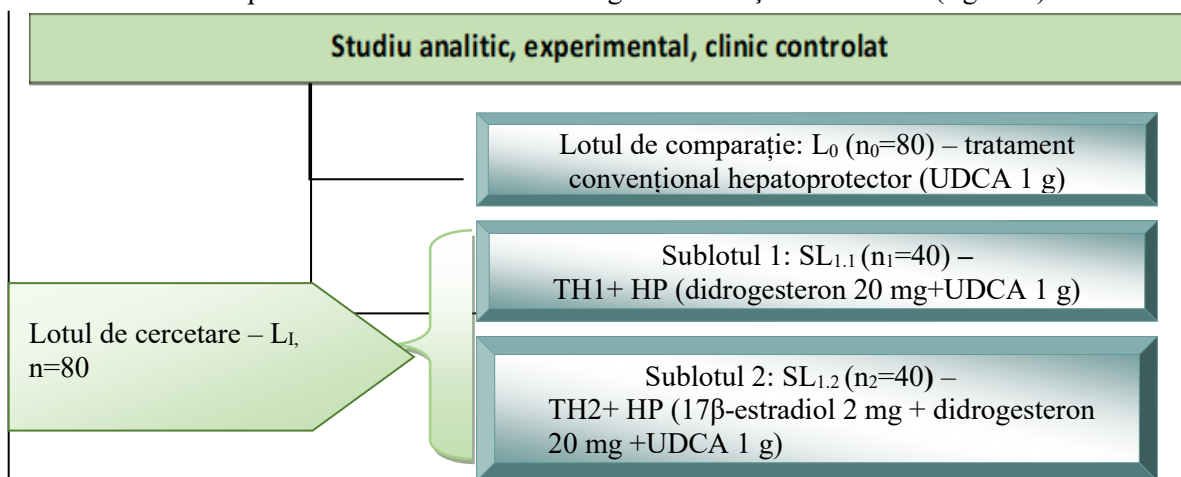 Studiu analitic, experimental, clinic controlat
Lotul de comparație: L0 (n0=80) – tratament
convențional hepatoprotector (UDCA 1 g)
Sublotul 1: SL1.1 (n1=40) –
TH1+ HP (didrogesteron 20 mg+UDCA 1 g)
Lotul de cercetare – LI,
n=80
Sublotul 2: SL1.2 (n2=40) –
TH2+ HP (17β-estradiol 2 mg + didrogesteron
20 mg +UDCA 1 g)